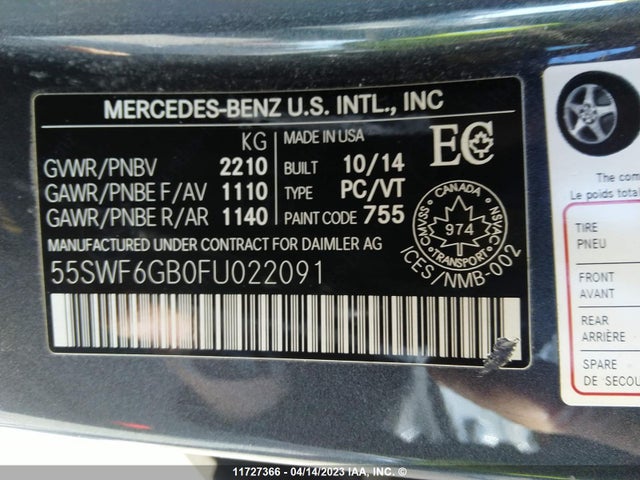 MERCEDES-BENZ U.S. INTL., INC
KG
GVWR/PNBV 2210
GAWR/PNBE F/AV 1110
GAWR/PNBE R/AR 1140
MADE IN USA
BUILT 10/14
TYPE PC/VT
PAINT CODE 755
EC
CANADA
974
TRANSPORT
NSVAC
CMVSS
ICES/NMB-002
MANUFACTURED UNDER CONTRACT FOR DAIMLER AG
55SWF6GB0FU022091
The com
Le poids total
TIRE
PNEU
FRONT
AVANT
REAR
ARRIÈRE
SPARE
DE SECOU
11727366 - 04/14/2023 IAA, INC. ©